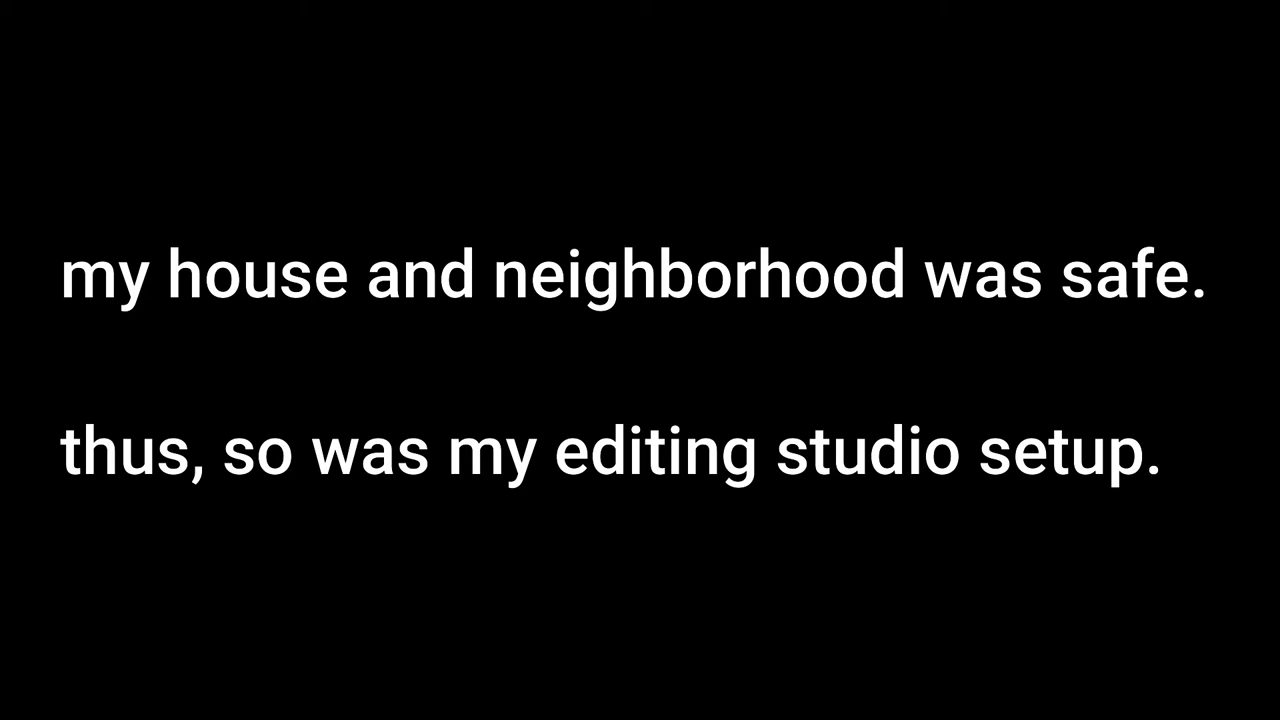 my house and neighborhood was safe.
thus, so was my editing studio setup.